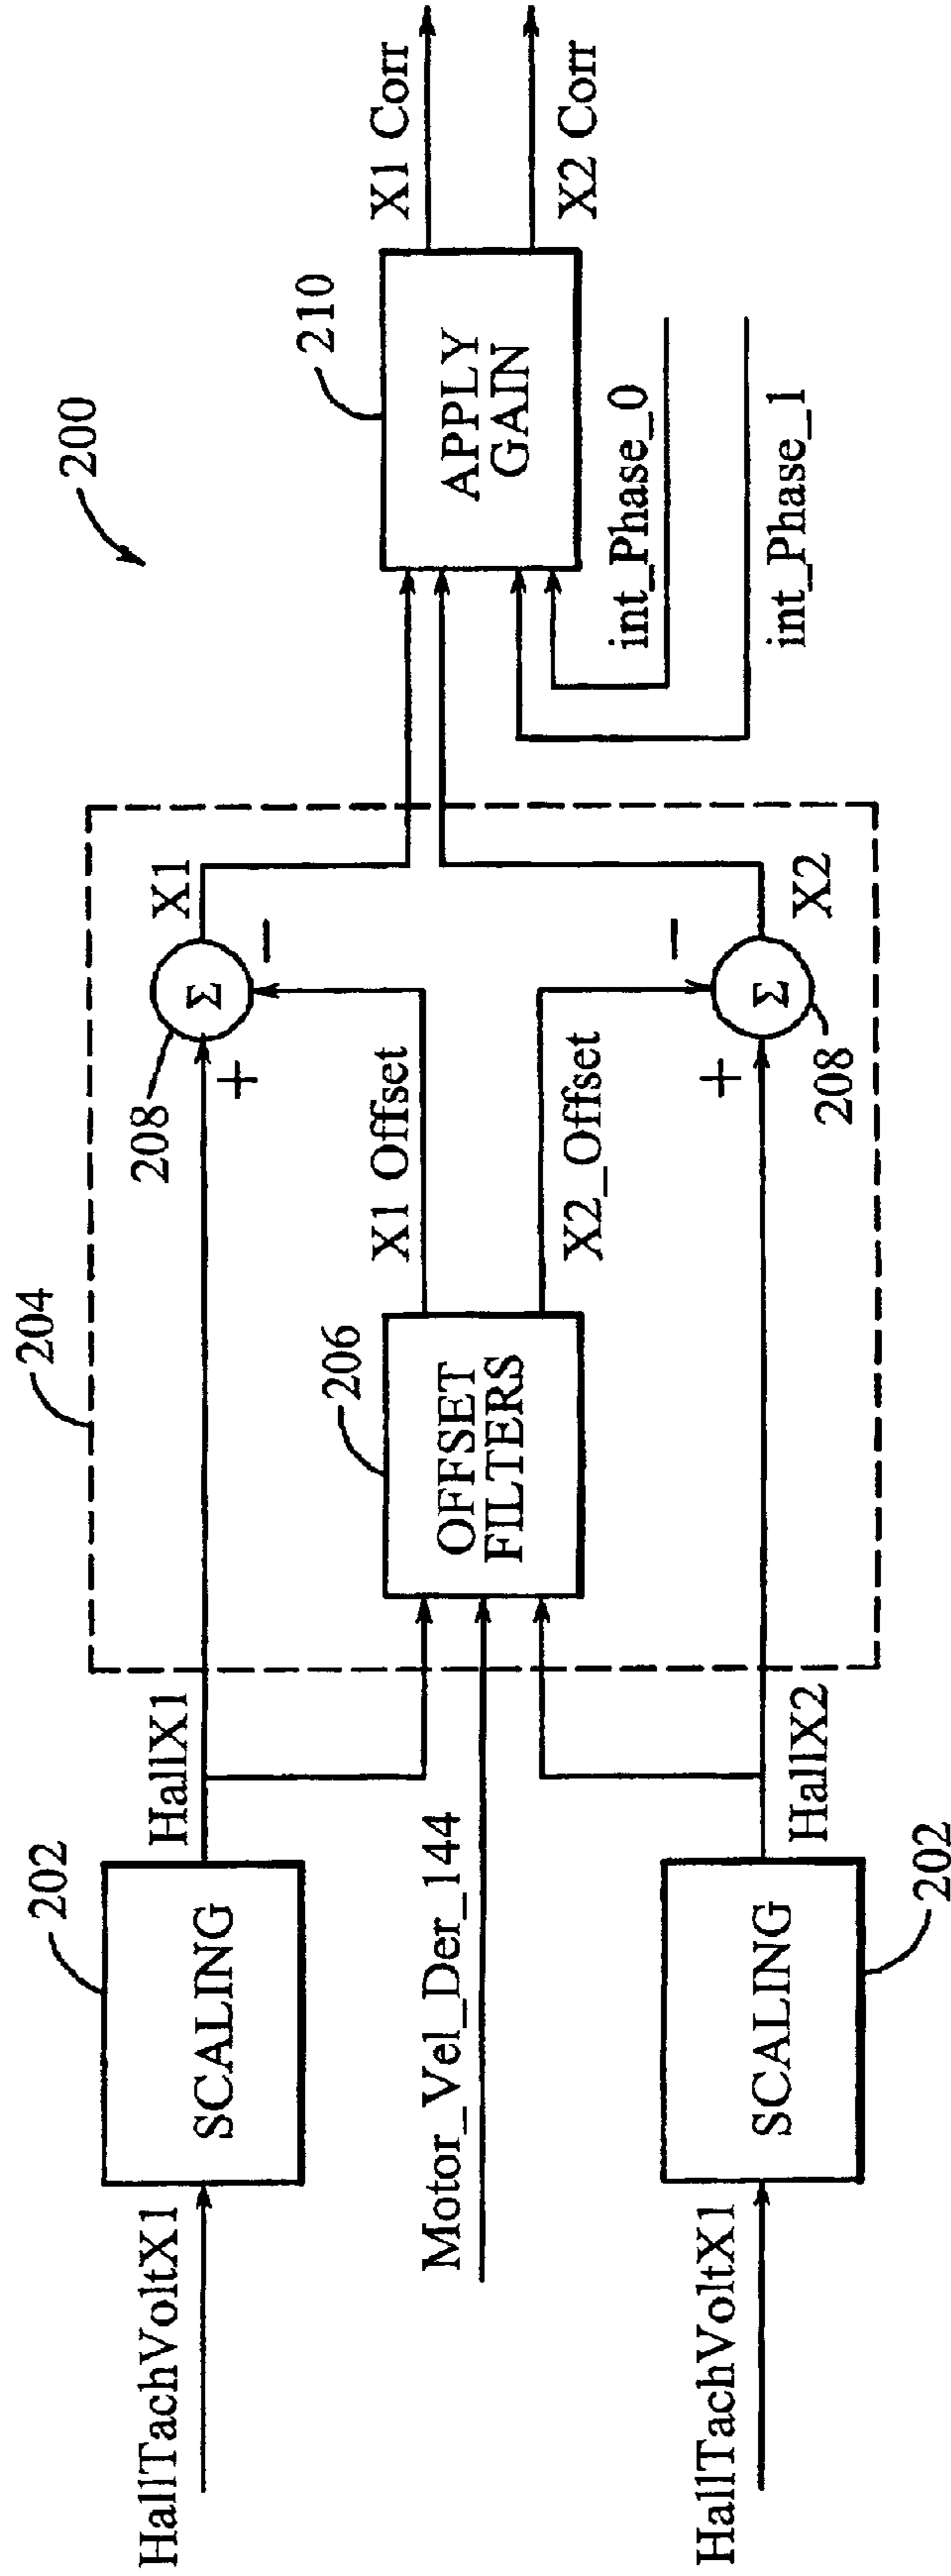 200
204
HallTachVoltX1
SCALING
202
HallX1
208
+
Σ
−
X1
Motor_Vel_Der_144
OFFSET
FILTERS
206
X1 Offset
X2_Offset
HallTachVoltX1
SCALING
202
HallX2
+
Σ
−
208
X2
APPLY
GAIN
210
int_Phase_0
int_Phase_1
X1 Corr
X2 Corr